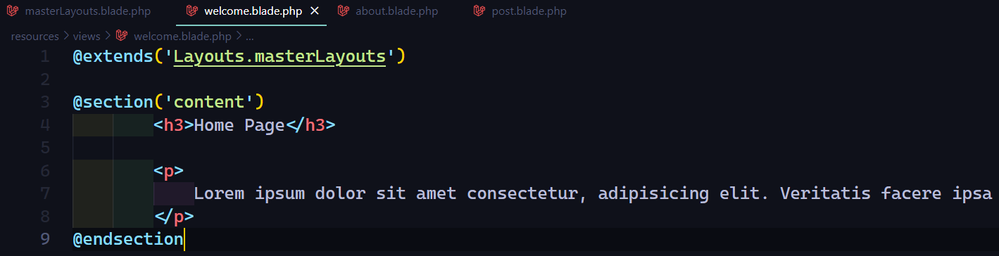 masterLayouts.blade.php welcome.blade.php about.blade.php post.blade.php
resources > views > welcome.blade.php > ...
1 @extends('Layouts.masterLayouts')
2
3 @section('content')
4 <h3>Home Page</h3>
5
6 <p>
7 Lorem ipsum dolor sit amet consectetur, adipisicing elit. Veritatis facere ipsa
8 </p>
9 @endsection